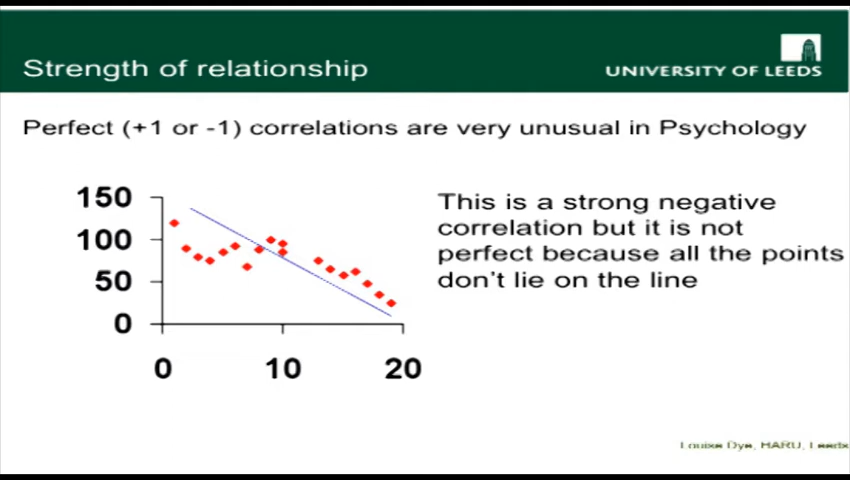 Strength of relationship
UNIVERSITY OF LEEDS
Perfect (+1 or -1) correlations are very unusual in Psychology
150
100
50
0
0 10 20
This is a strong negative
correlation but it is not
perfect because all the points
don't lie on the line
Louise Dye, HARU, Leeds